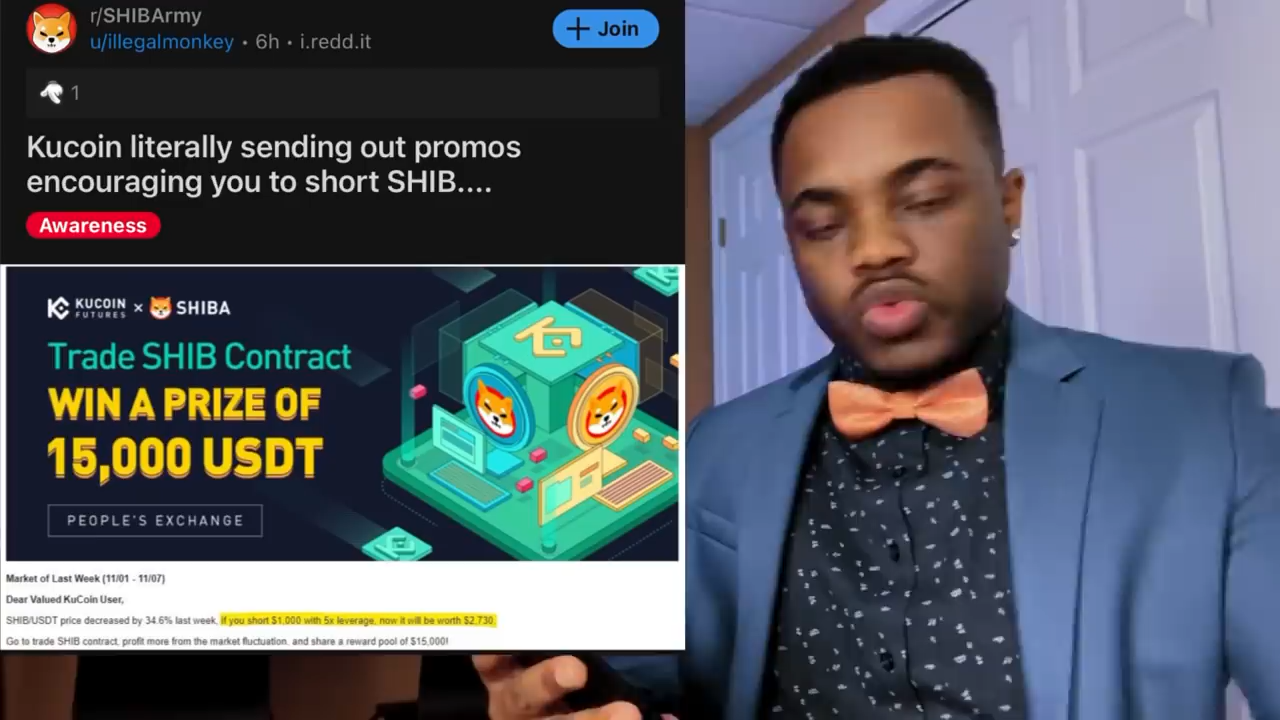 r/SHIBArmy
u/illegalmonkey • 6h • i.redd.it
+ Join
1
Kucoin literally sending out promos
encouraging you to short SHIB....
Awareness
KUCOIN FUTURES × SHIBA
Trade SHIB Contract
WIN A PRIZE OF
15,000 USDT
PEOPLE'S EXCHANGE
Market of Last Week (11/01 - 11/07)
Dear Valued KuCoin User,
SHIB/USDT price decreased by 34.6% last week, if you short $1,000 with 5x leverage, now it will be worth $2,730.
Go to trade SHIB contract, profit more from the market fluctuation, and share a reward pool of $15,000!